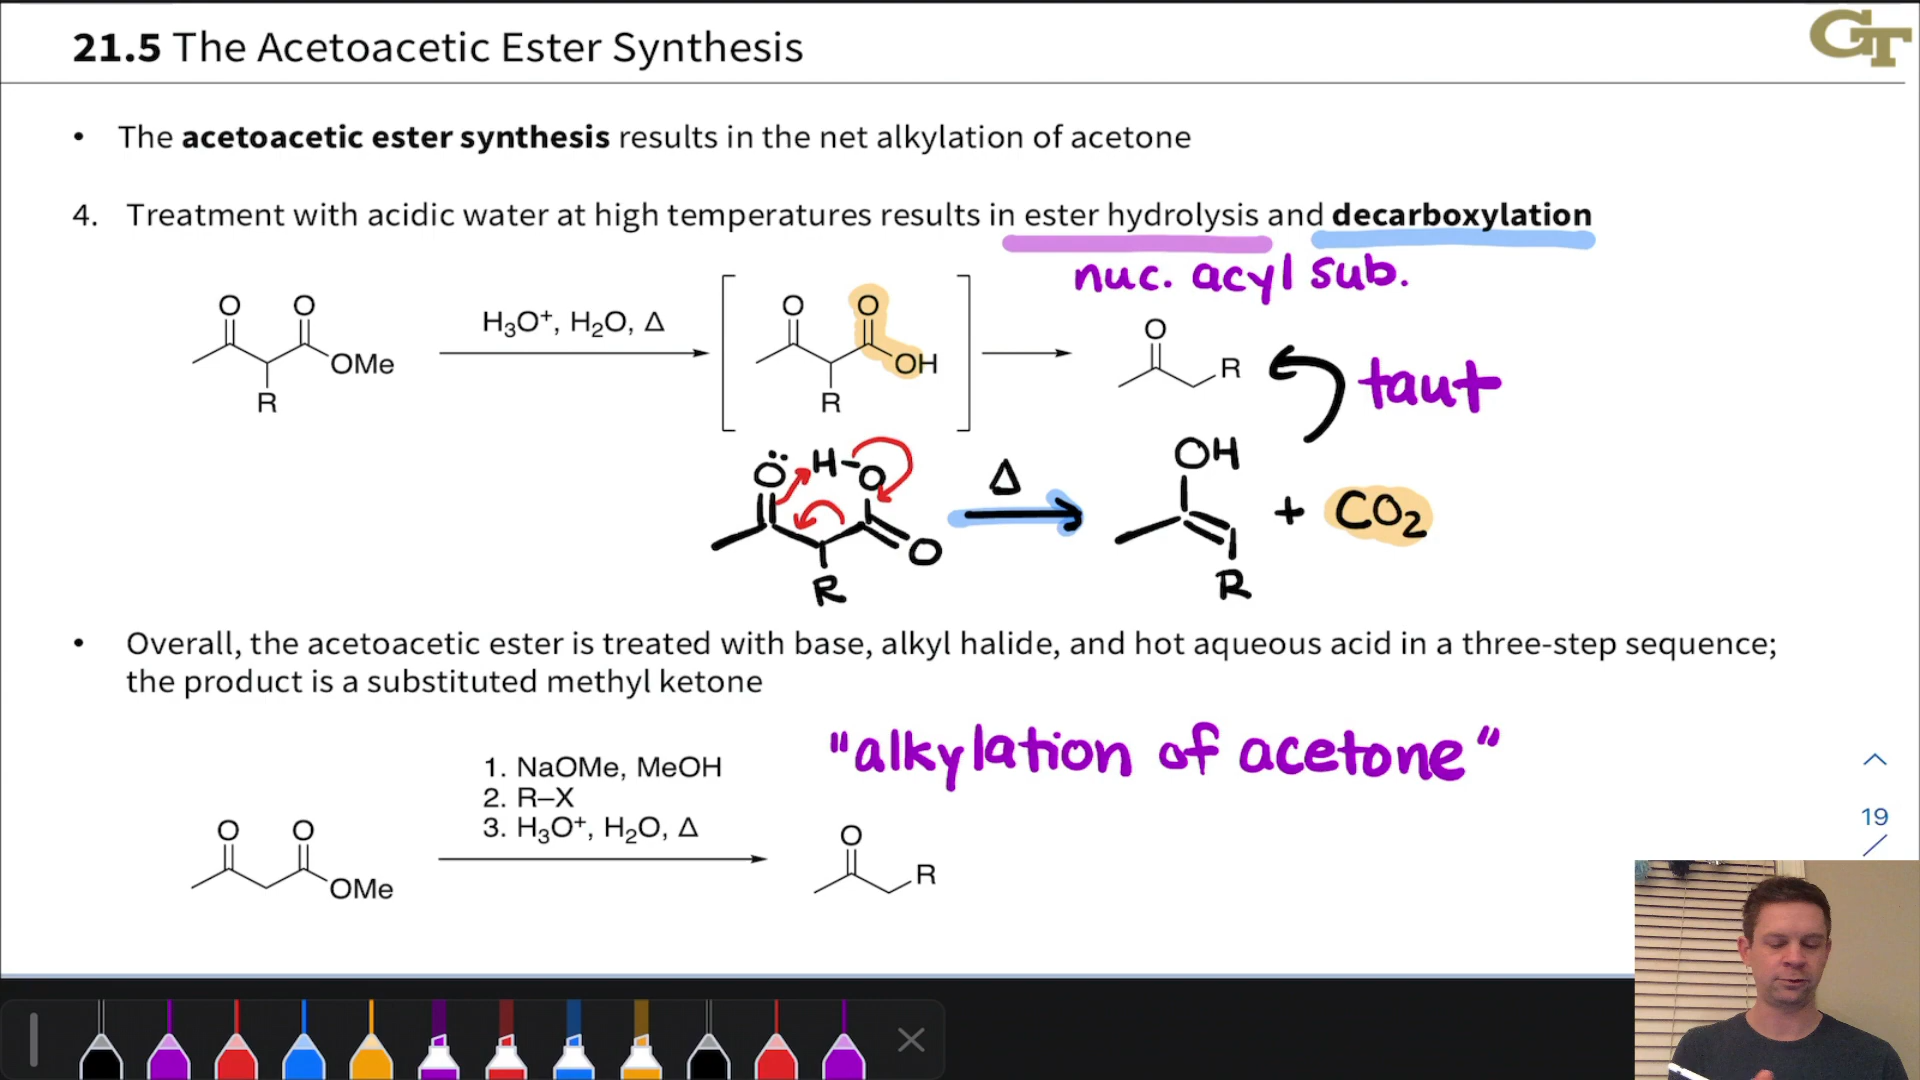 21.5 The Acetoacetic Ester Synthesis
GT
• The acetoacetic ester synthesis results in the net alkylation of acetone
4. Treatment with acidic water at high temperatures results in ester hydrolysis and decarboxylation
nuc. acyl sub.
O O OMe R
H₃O⁺, H₂O, Δ
O O OH R
O R
taut
Ö H-O O R
Δ
OH R + CO₂
• Overall, the acetoacetic ester is treated with base, alkyl halide, and hot aqueous acid in a three-step sequence;
the product is a substituted methyl ketone
"alkylation of acetone"
1. NaOMe, MeOH
2. R–X
3. H₃O⁺, H₂O, Δ
O O OMe
O R
19